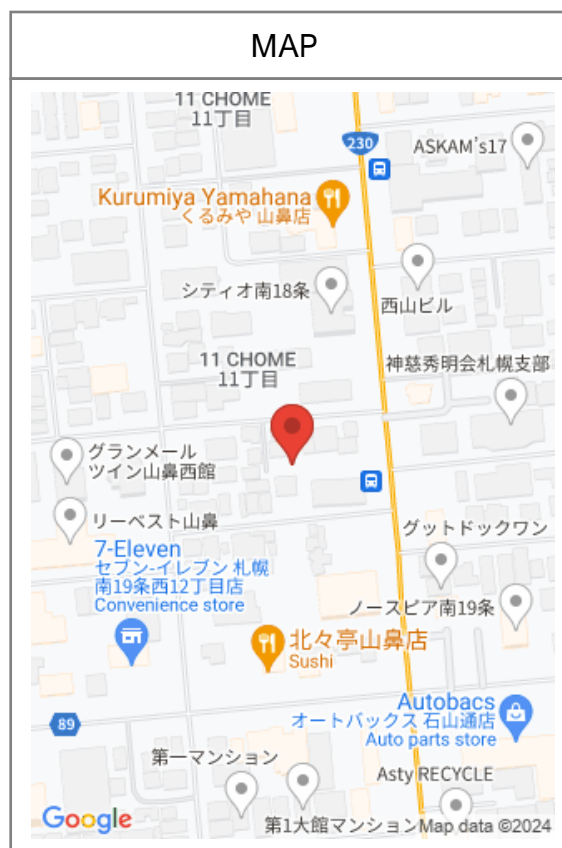 MAP
11 CHOME
11丁目
230
ASKAM's17
Kurumiya Yamahana
くるみや 山鼻店
シティオ南18条
西山ビル
11 CHOME
11丁目
神慈秀明会札幌支部
グランメール
ツイン山鼻西館
リーベスト山鼻
7-Eleven
セブン-イレブン 札幌
南19条西12丁目店
Convenience store
グットドックワン
ノースピア南19条
北々亭山鼻店
Sushi
Autobacs
オートバックス 石山通店
Auto parts store
89
第一マンション
Asty RECYCLE
Google
第1大館マンション
Map data ©2024